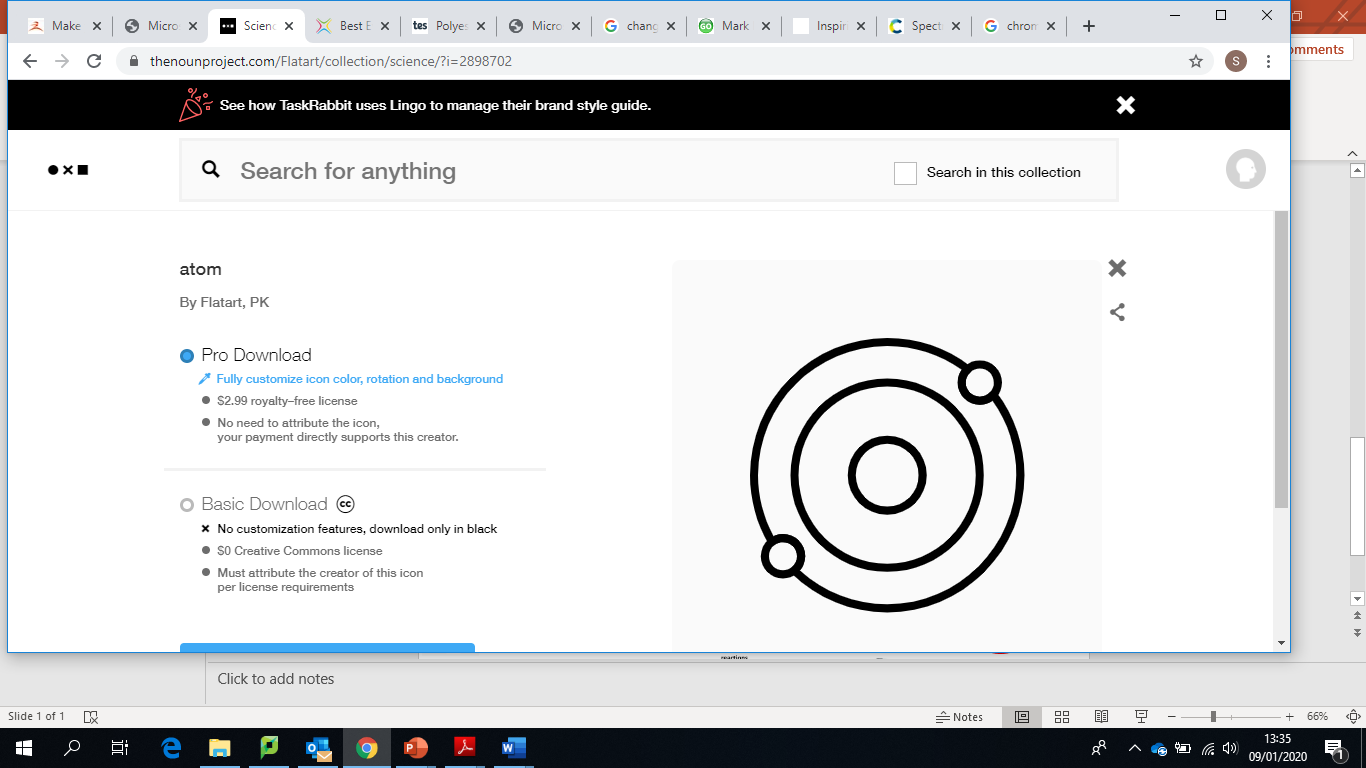 Make
Micro
Scienc
Best E
tes Polyes
Micro
chang
GO Mark
Inspir
Spect
chrom
thenounproject.com/Flatart/collection/science/?i=2898702
S
omments
See how TaskRabbit uses Lingo to manage their brand style guide.
Search for anything
Search in this collection
atom
By Flatart, PK
Pro Download
Fully customize icon color, rotation and background
$2.99 royalty–free license
No need to attribute the icon,
your payment directly supports this creator.
Basic Download cc
No customization features, download only in black
$0 Creative Commons license
Must attribute the creator of this icon
per license requirements
reactions
Click to add notes
Slide 1 of 1
Notes
66%
13:35
09/01/2020
1